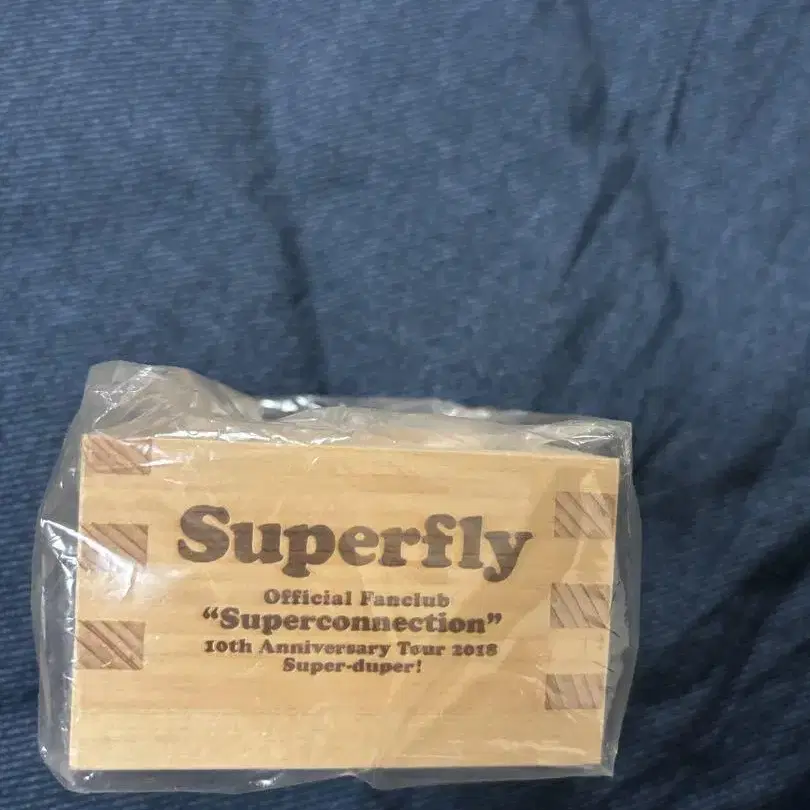 Superfly
Official Fanclub
“Superconnection”
10th Anniversary Tour 2018
Super-duper!